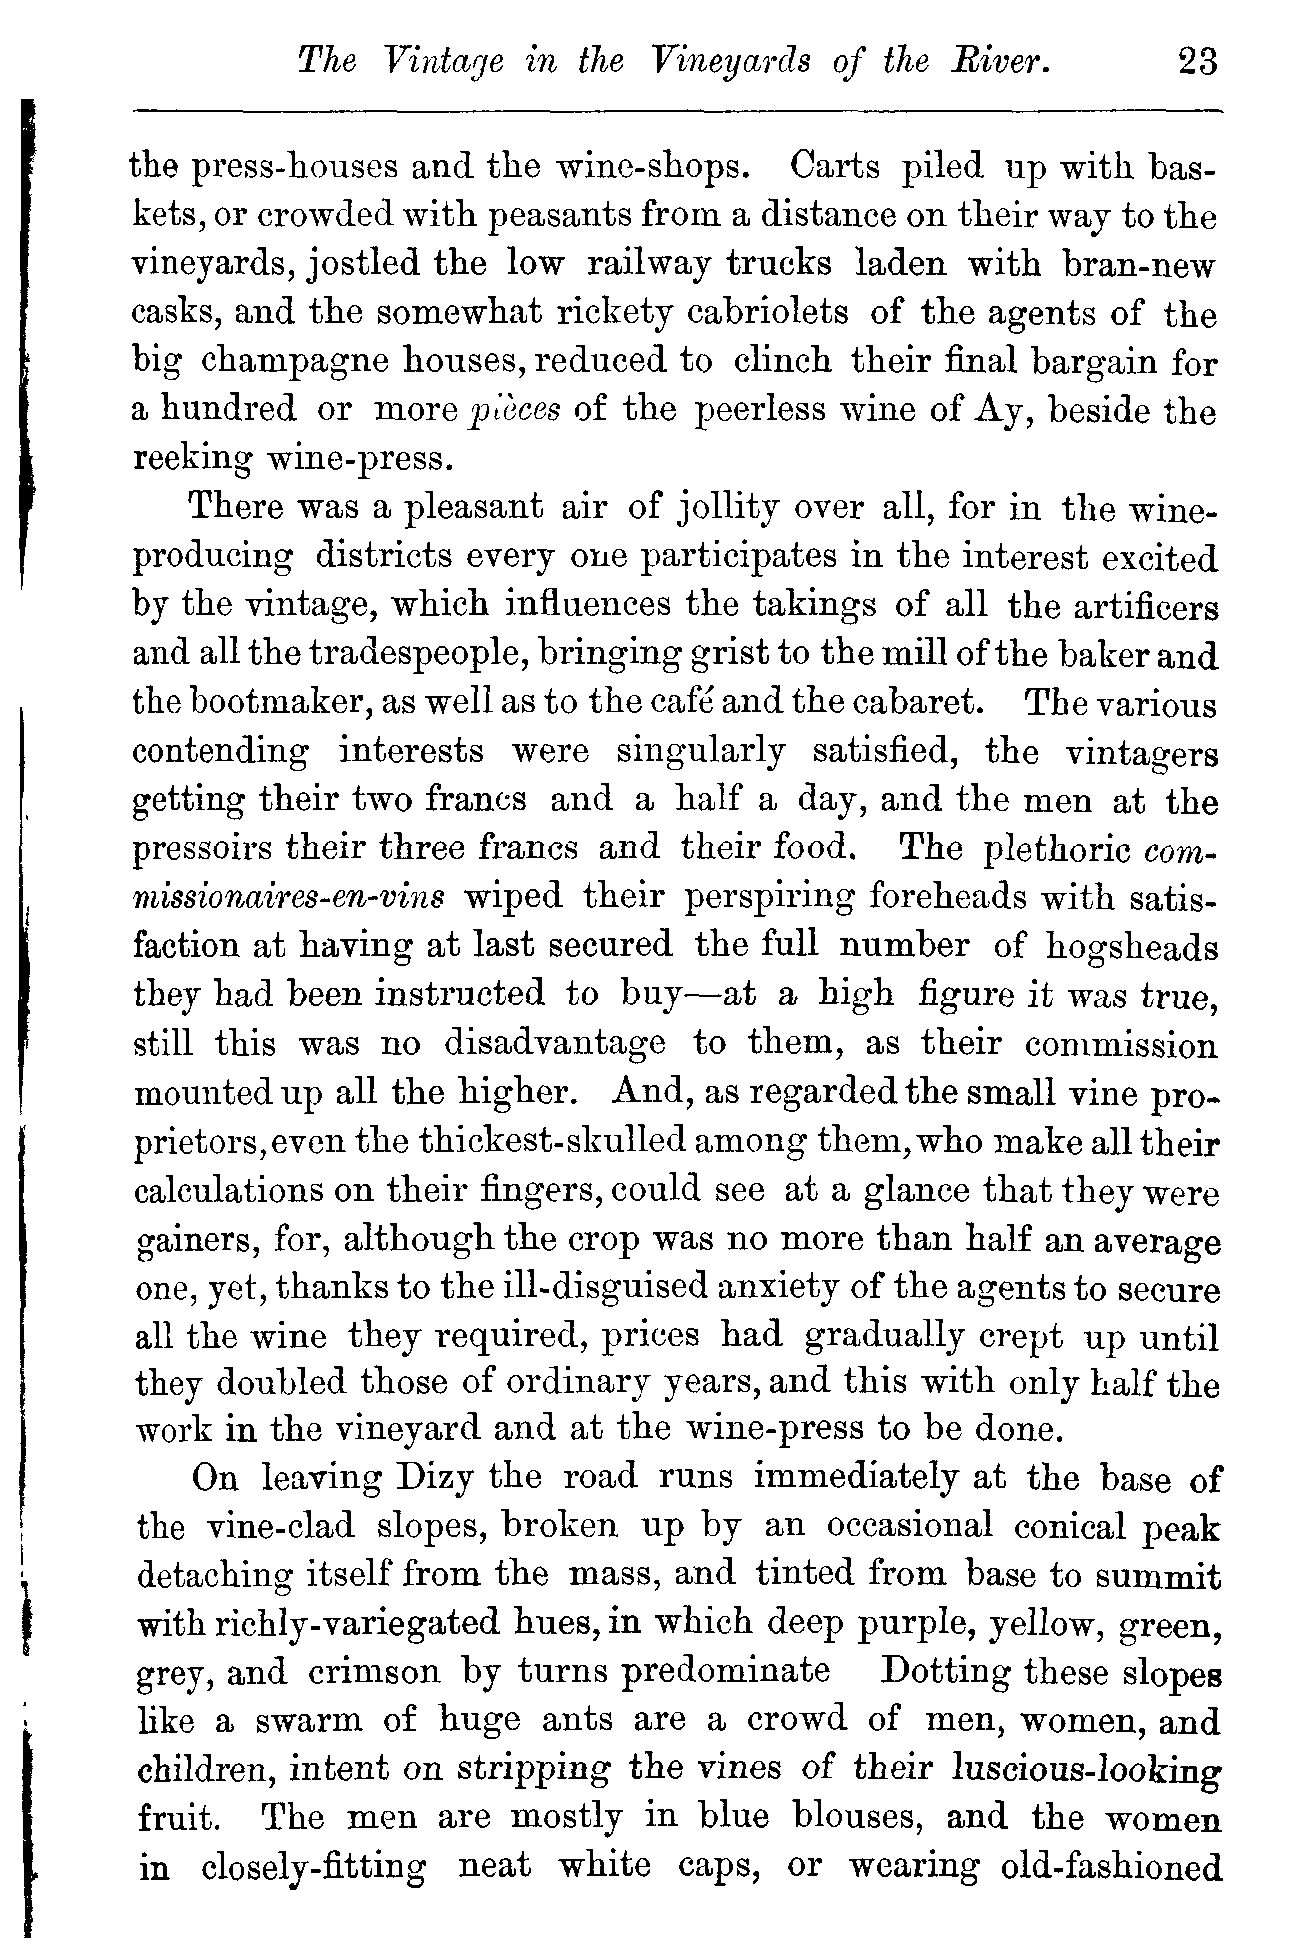 The Vintage in the Vineyards of the River. 23
the press-houses and the wine-shops. Carts piled up with bas-
kets, or crowded with peasants from a distance on their way to the
vineyards, jostled the low railway trucks laden with bran-new
casks, and the somewhat rickety cabriolets of the agents of the
big champagne houses, reduced to clinch their final bargain for
a hundred or more pièces of the peerless wine of Ay, beside the
reeking wine-press.
There was a pleasant air of jollity over all, for in the wine-
producing districts every one participates in the interest excited
by the vintage, which influences the takings of all the artificers
and all the tradespeople, bringing grist to the mill of the baker and
the bootmaker, as well as to the café and the cabaret. The various
contending interests were singularly satisfied, the vintagers
getting their two francs and a half a day, and the men at the
pressoirs their three francs and their food. The plethoric com-
missionaires-en-vins wiped their perspiring foreheads with satis-
faction at having at last secured the full number of hogsheads
they had been instructed to buy—at a high figure it was true,
still this was no disadvantage to them, as their commission
mounted up all the higher. And, as regarded the small vine pro-
prietors, even the thickest-skulled among them, who make all their
calculations on their fingers, could see at a glance that they were
gainers, for, although the crop was no more than half an average
one, yet, thanks to the ill-disguised anxiety of the agents to secure
all the wine they required, prices had gradually crept up until
they doubled those of ordinary years, and this with only half the
work in the vineyard and at the wine-press to be done.
On leaving Dizy the road runs immediately at the base of
the vine-clad slopes, broken up by an occasional conical peak
detaching itself from the mass, and tinted from base to summit
with richly-variegated hues, in which deep purple, yellow, green,
grey, and crimson by turns predominate Dotting these slopes
like a swarm of huge ants are a crowd of men, women, and
children, intent on stripping the vines of their luscious-looking
fruit. The men are mostly in blue blouses, and the women
in closely-fitting neat white caps, or wearing old-fashioned